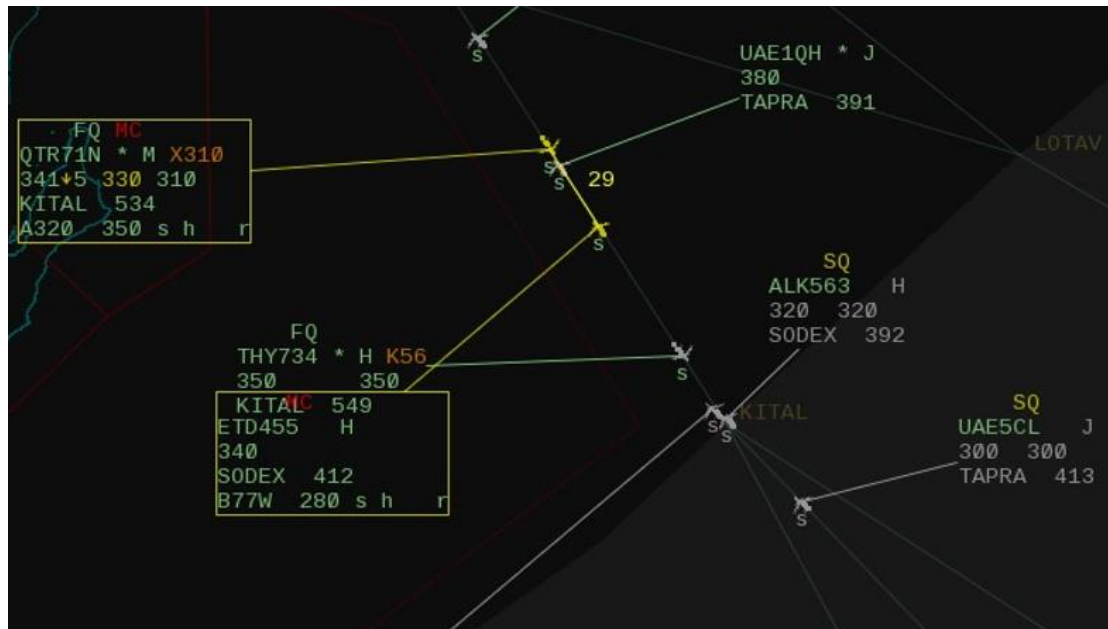 S
UAE1QH * J
380
TAPRA 391
FQ MC
QTR71N * M X310
341↓5 330 310
KITAL 534
A320 350 s h r
S
S
29
LOTAV
S
SQ
ALK563 H
320 320
SODEX 392
FQ
THY734 * H K56
350 350
KITAL 549
S
MC
ETD455 H
340
SODEX 412
B77W 280 s h r
KITAL
S
S
SQ
UAE5CL J
300 300
TAPRA 413
S